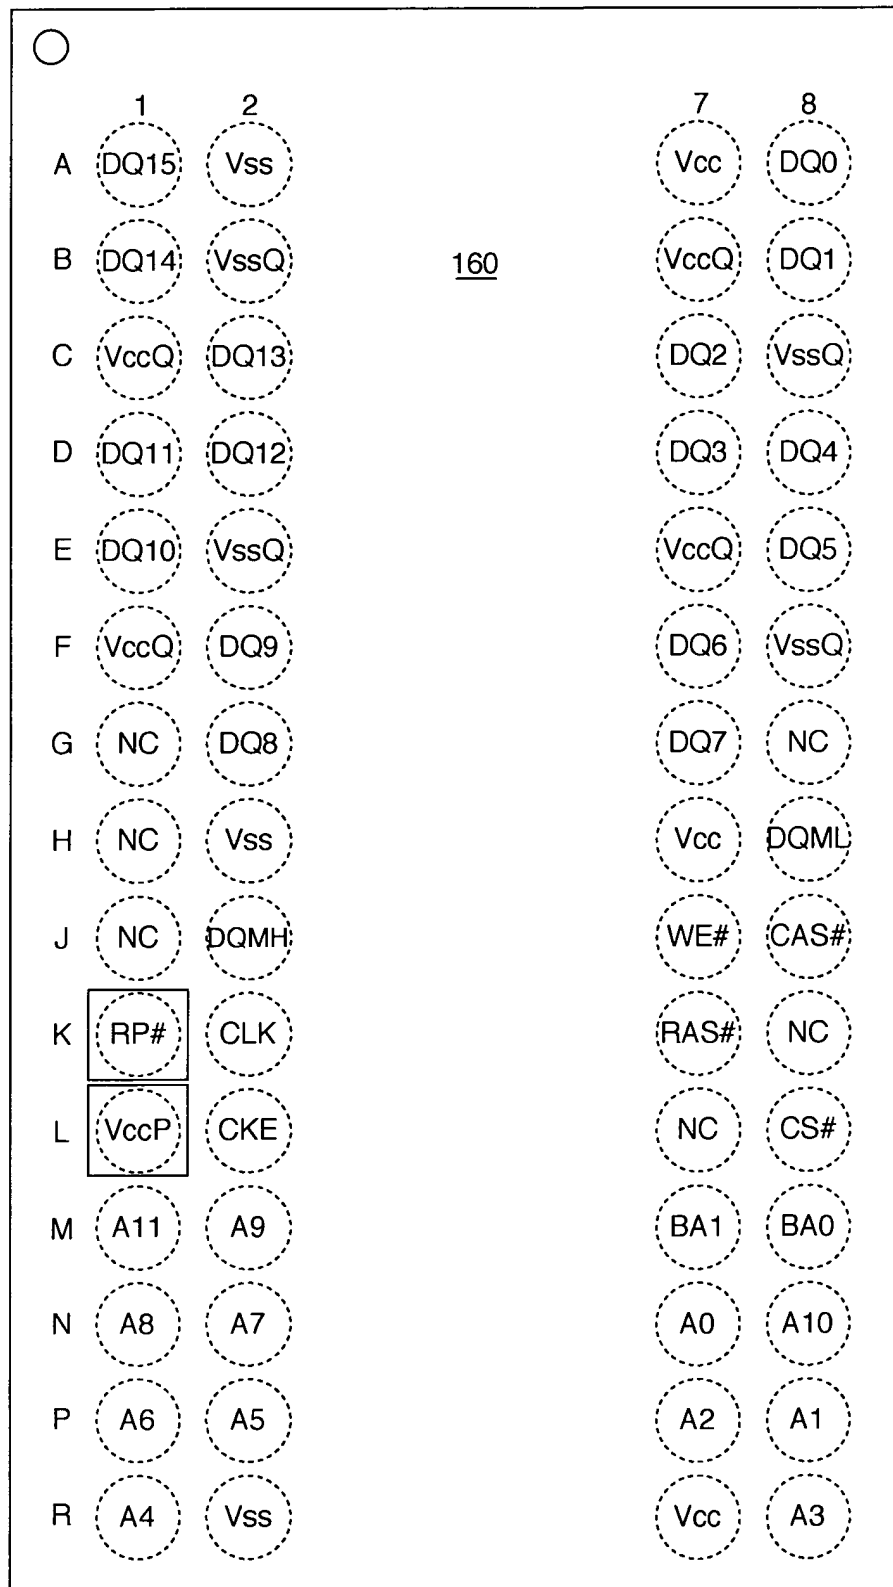 1 2 7 8
A DQ15 Vss Vcc DQ0
B DQ14 VssQ 160 VccQ DQ1
C VccQ DQ13 DQ2 VssQ
D DQ11 DQ12 DQ3 DQ4
E DQ10 VssQ VccQ DQ5
F VccQ DQ9 DQ6 VssQ
G NC DQ8 DQ7 NC
H NC Vss Vcc DQML
J NC DQMH WE# CAS#
K RP# CLK RAS# NC
L VccP CKE NC CS#
M A11 A9 BA1 BA0
N A8 A7 A0 A10
P A6 A5 A2 A1
R A4 Vss Vcc A3